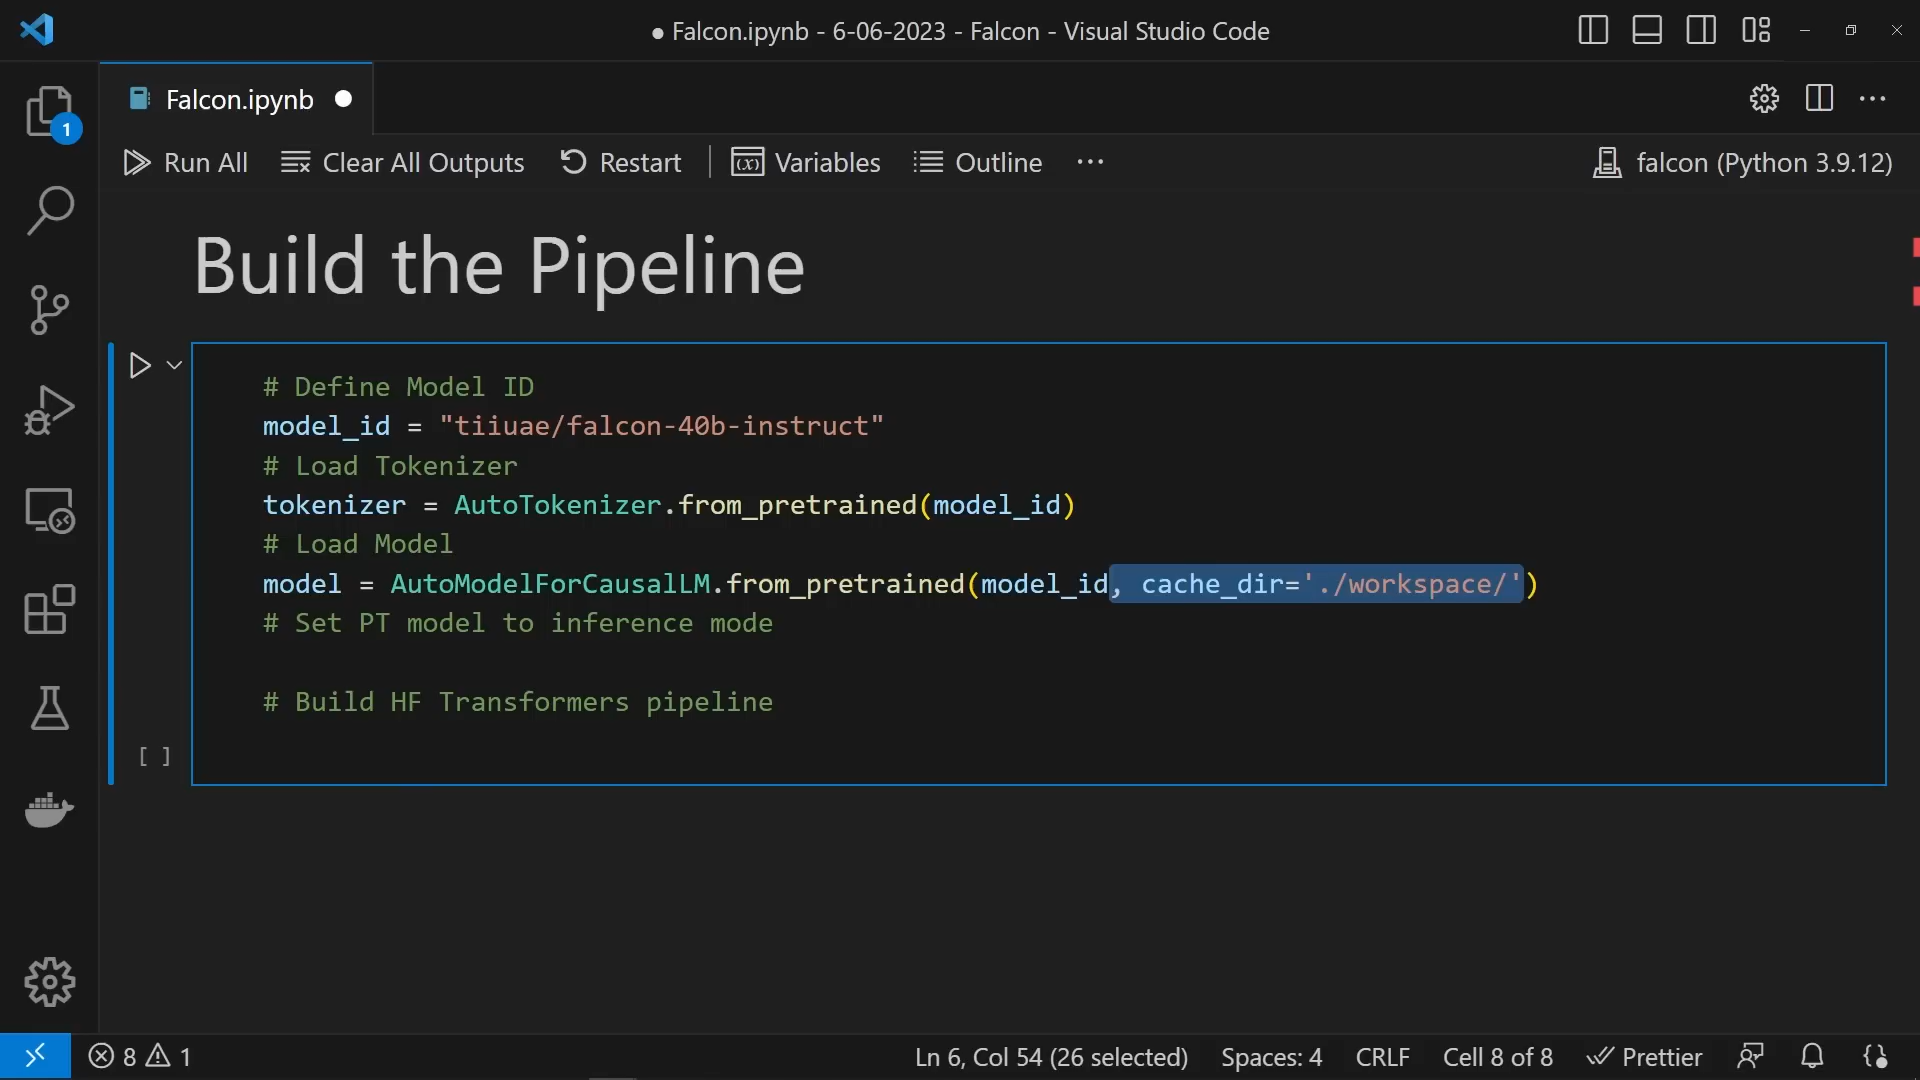 ● Falcon.ipynb - 6-06-2023 - Falcon - Visual Studio Code
Falcon.ipynb ●
Run All Clear All Outputs Restart Variables Outline ...
falcon (Python 3.9.12)
1
Build the Pipeline
# Define Model ID
model_id = "tiiuae/falcon-40b-instruct"
# Load Tokenizer
tokenizer = AutoTokenizer.from_pretrained(model_id)
# Load Model
model = AutoModelForCausalLM.from_pretrained(model_id, cache_dir='./workspace/')
# Set PT model to inference mode
# Build HF Transformers pipeline
[ ]
8 1 Ln 6, Col 54 (26 selected) Spaces: 4 CRLF Cell 8 of 8 Prettier